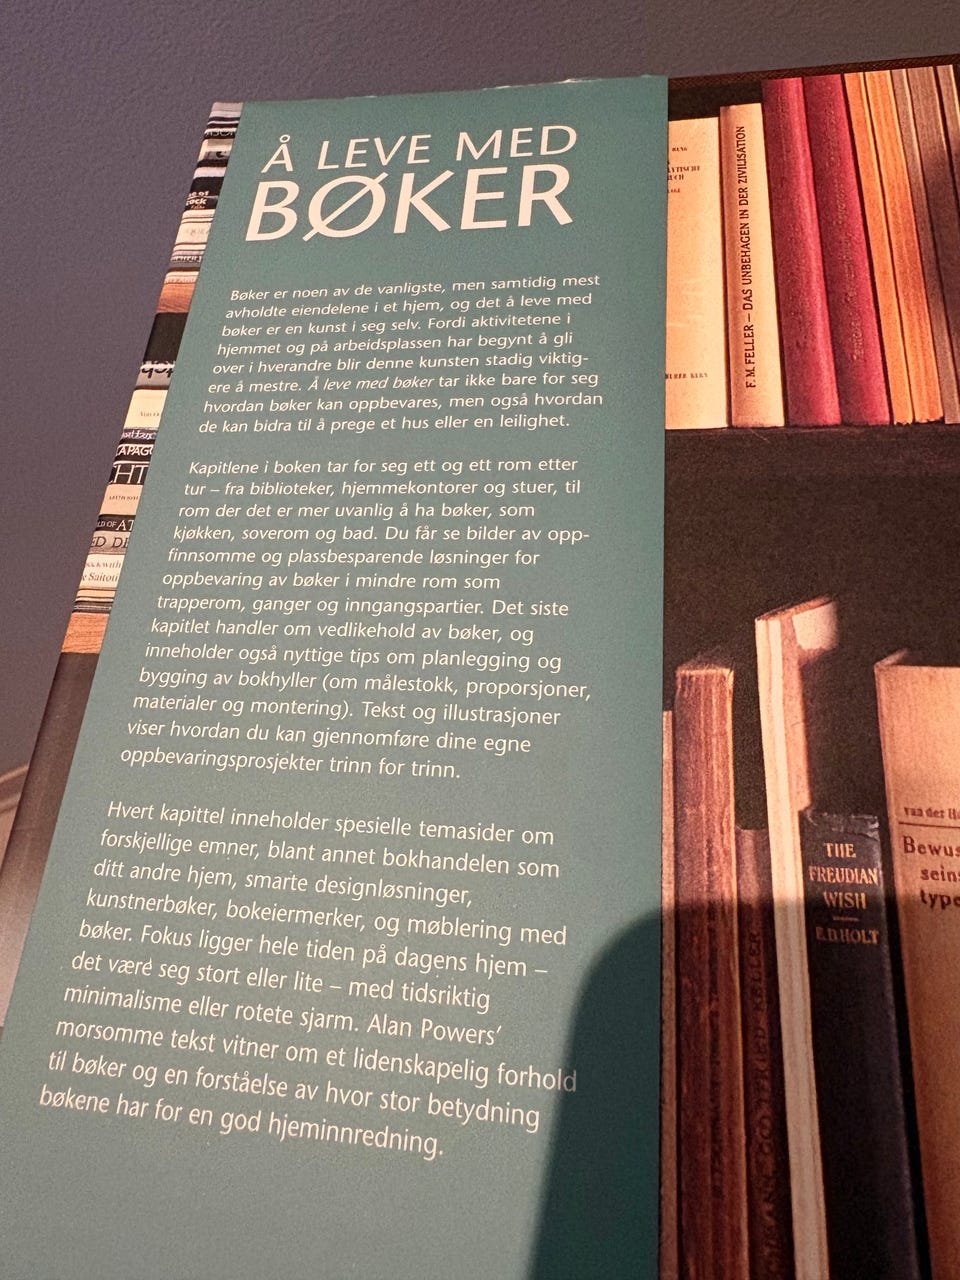 Å LEVE MED
BØKER
Bøker er noen av de vanligste, men samtidig mest
avholdte eiendelene i et hjem, og det å leve med
bøker er en kunst i seg selv. Fordi aktivitetene i
hjemmet og på arbeidsplassen har begynt å gli
over i hverandre blir denne kunsten stadig viktig-
ere å mestre. Å leve med bøker tar ikke bare for seg
hvordan bøker kan oppbevares, men også hvordan
de kan bidra til å prege et hus eller en leilighet.
Kapitlene i boken tar for seg ett og ett rom etter
tur – fra biblioteker, hjemmekontorer og stuer, til
rom der det er mer uvanlig å ha bøker, som
kjøkken, soverom og bad. Du får se bilder av opp-
finnsomme og plassbesparende løsninger for
oppbevaring av bøker i mindre rom som
trapperom, ganger og inngangspartier. Det siste
kapitlet handler om vedlikehold av bøker, og
inneholder også nyttige tips om planlegging og
bygging av bokhyller (om målestokk, proporsjoner,
materialer og montering). Tekst og illustrasjoner
viser hvordan du kan gjennomføre dine egne
oppbevaringsprosjekter trinn for trinn.
Hvert kapittel inneholder spesielle temasider om
forskjellige emner, blant annet bokhandelen som
ditt andre hjem, smarte designløsninger,
kunstnerbøker, bokeiermerker, og møblering med
bøker. Fokus ligger hele tiden på dagens hjem –
det være seg stort eller lite – med tidsriktig
minimalisme eller rotete sjarm. Alan Powers'
morsomme tekst vitner om et lidenskapelig forhold
til bøker og en forståelse av hvor stor betydning
bøkene har for en god hjeminnredning.
F. M. FELLER – DAS UNBEHAGEN IN DER ZIVILISATION
THE
FREUDIAN
WISH
E.B.HOLT
van der
Bewus
seins
type